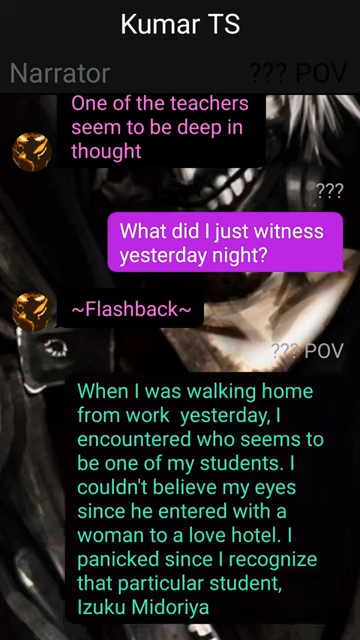 Kumar TS
Narrator
??? POV
One of the teachers
seem to be deep in
thought
???
What did I just witness
yesterday night?
~Flashback~
??? POV
When I was walking home
from work  yesterday, I
encountered who seems to
be one of my students. I
couldn't believe my eyes
since he entered with a
woman to a love hotel. I
panicked since I recognize
that particular student,
Izuku Midoriya